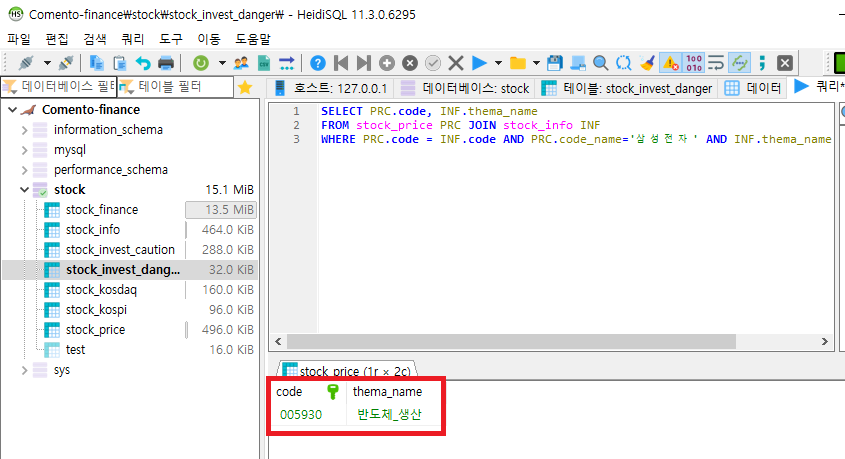 Comento-finance\stock\stock_invest_danger\ - HeidiSQL 11.3.0.6295
파일 편집 검색 쿼리 도구 이동 도움말
데이터베이스 필터 테이블 필터
호스트: 127.0.0.1 데이터베이스: stock 테이블: stock_invest_danger 데이터 쿼리*
Comento-finance
information_schema
mysql
performance_schema
stock 15.1 MiB
stock_finance 13.5 MiB
stock_info 464.0 KiB
stock_invest_caution 288.0 KiB
stock_invest_dang... 32.0 KiB
stock_kosdaq 160.0 KiB
stock_kospi 96.0 KiB
stock_price 496.0 KiB
test 16.0 KiB
sys
1 SELECT PRC.code, INF.thema_name
2 FROM stock_price PRC JOIN stock_info INF
3 WHERE PRC.code = INF.code AND PRC.code_name='삼성전자' AND INF.thema_name
stock_price (1r × 2c)
code thema_name
005930 반도체_생산